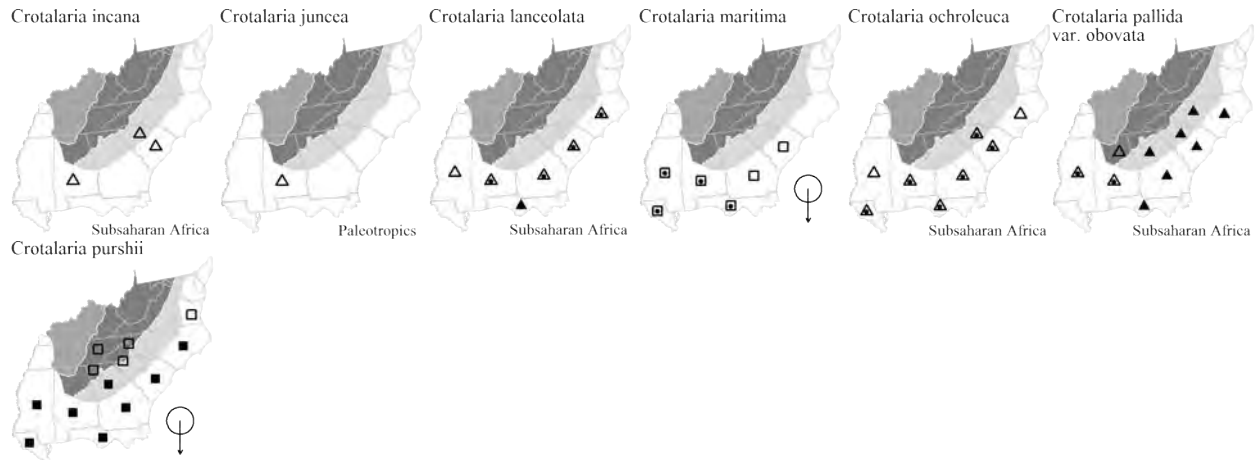 Crotalaria incana
Crotalaria juncea
Crotalaria lanceolata
Crotalaria maritima
Crotalaria ochroleuca
Crotalaria pallida
var. obovata
Subsaharan Africa
Paleotropics
Subsaharan Africa
Subsaharan Africa
Subsaharan Africa
Crotalaria purshii